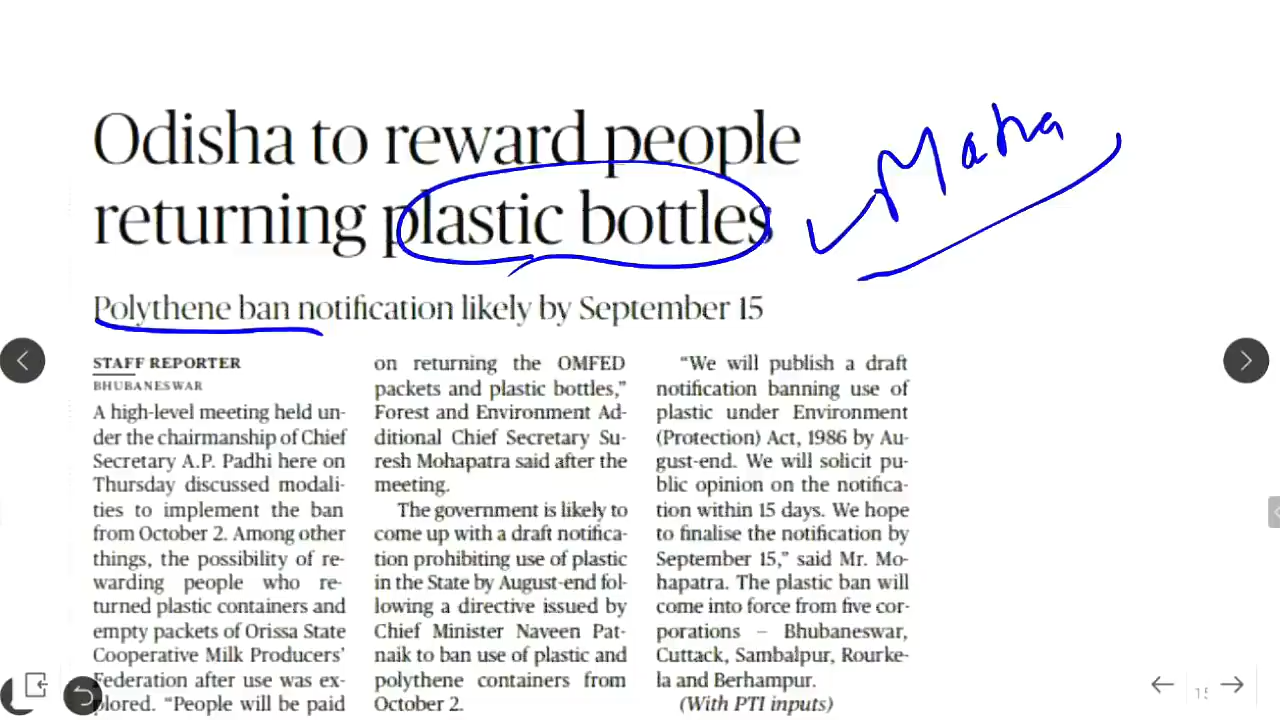 Odisha to reward people
returning plastic bottles
Maha
Polythene ban notification likely by September 15
STAFF REPORTER
BHUBANESWAR
A high-level meeting held un-
der the chairmanship of Chief
Secretary A.P. Padhi here on
Thursday discussed modali-
ties to implement the ban
from October 2. Among other
things, the possibility of re-
warding people who re-
turned plastic containers and
empty packets of Orissa State
Cooperative Milk Producers'
Federation after use was ex-
plored. "People will be paid
on returning the OMFED
packets and plastic bottles,"
Forest and Environment Ad-
ditional Chief Secretary Su-
resh Mohapatra said after the
meeting.
The government is likely to
come up with a draft notifica-
tion prohibiting use of plastic
in the State by August-end fol-
lowing a directive issued by
Chief Minister Naveen Pat-
naik to ban use of plastic and
polythene containers from
October 2.
"We will publish a draft
notification banning use of
plastic under Environment
(Protection) Act, 1986 by Au-
gust-end. We will solicit pu-
blic opinion on the notifica-
tion within 15 days. We hope
to finalise the notification by
September 15," said Mr. Mo-
hapatra. The plastic ban will
come into force from five cor-
porations – Bhubaneswar,
Cuttack, Sambalpur, Rourke-
la and Berhampur.
(With PTI inputs)